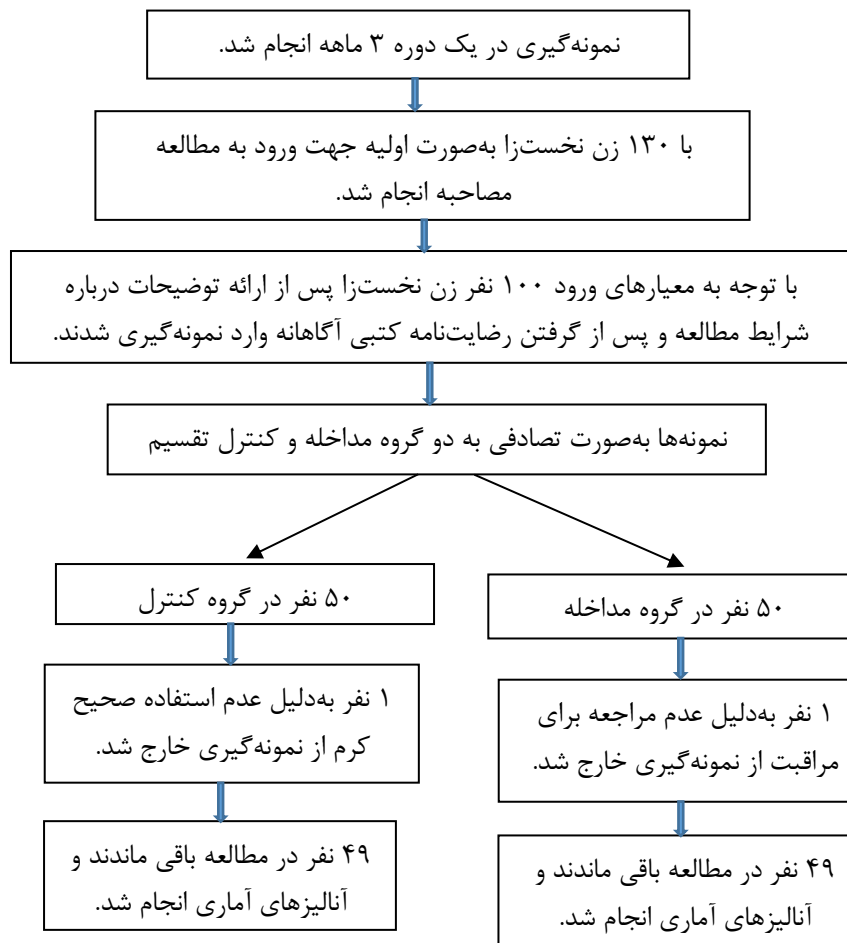 نمونه‌گیری در یک دوره ۳ ماهه انجام شد.
با ۱۳۰ زن نخست‌زا به‌صورت اولیه جهت ورود به مطالعه
مصاحبه انجام شد.
با توجه به معیارهای ورود ۱۰۰ نفر زن نخست‌زا پس از ارائه توضیحات درباره
شرایط مطالعه و پس از گرفتن رضایت‌نامه کتبی آگاهانه وارد نمونه‌گیری شدند.
نمونه‌ها به‌صورت تصادفی به دو گروه مداخله و کنترل تقسیم
۵۰ نفر در گروه مداخله
۱ نفر به‌دلیل عدم مراجعه برای
مراقبت از نمونه‌گیری خارج شد.
۴۹ نفر در مطالعه باقی ماندند و
آنالیزهای آماری انجام شد.
۵۰ نفر در گروه کنترل
۱ نفر به‌دلیل عدم استفاده صحیح
کرم از نمونه‌گیری خارج شد.
۴۹ نفر در مطالعه باقی ماندند و
آنالیزهای آماری انجام شد.